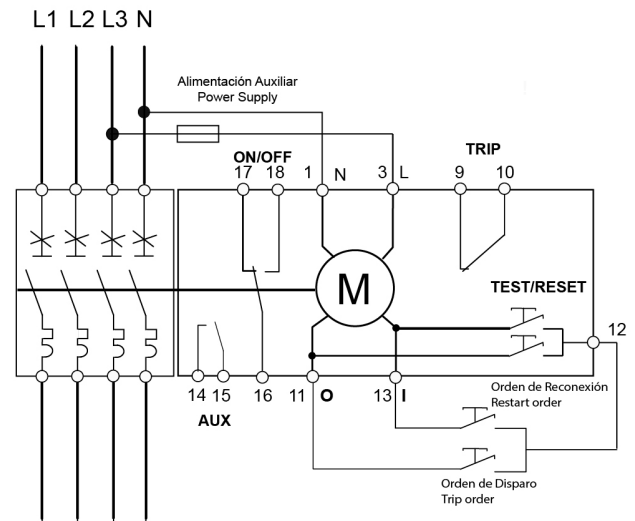 L1 L2 L3 N
Alimentación Auxiliar
Power Supply
ON/OFF
TRIP
17 18 1 N 3 L 9 10
M
TEST/RESET
12
14 15 16 11 O 13 I
AUX
Orden de Reconexión
Restart order
Orden de Disparo
Trip order